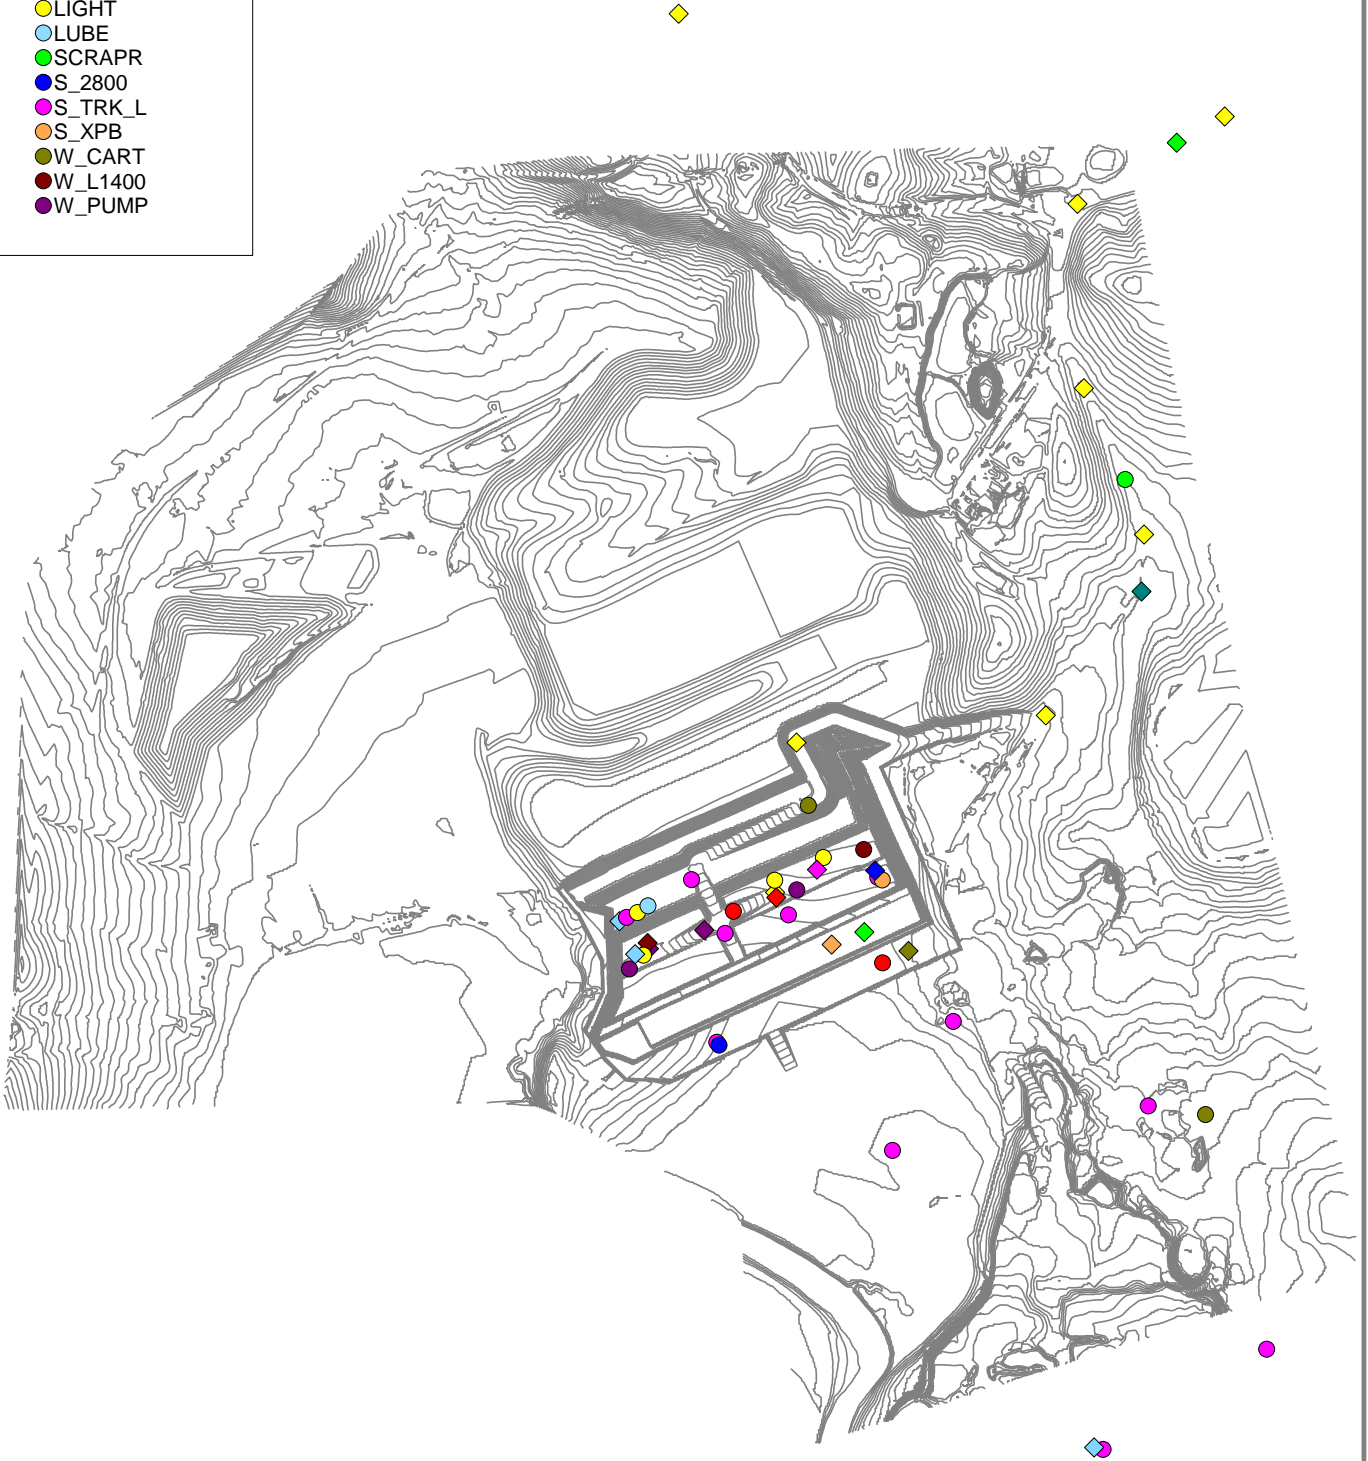 LIGHT
LUBE
SCRAPR
S_2800
S_TRK_L
S_XPB
W_CART
W_L1400
W_PUMP